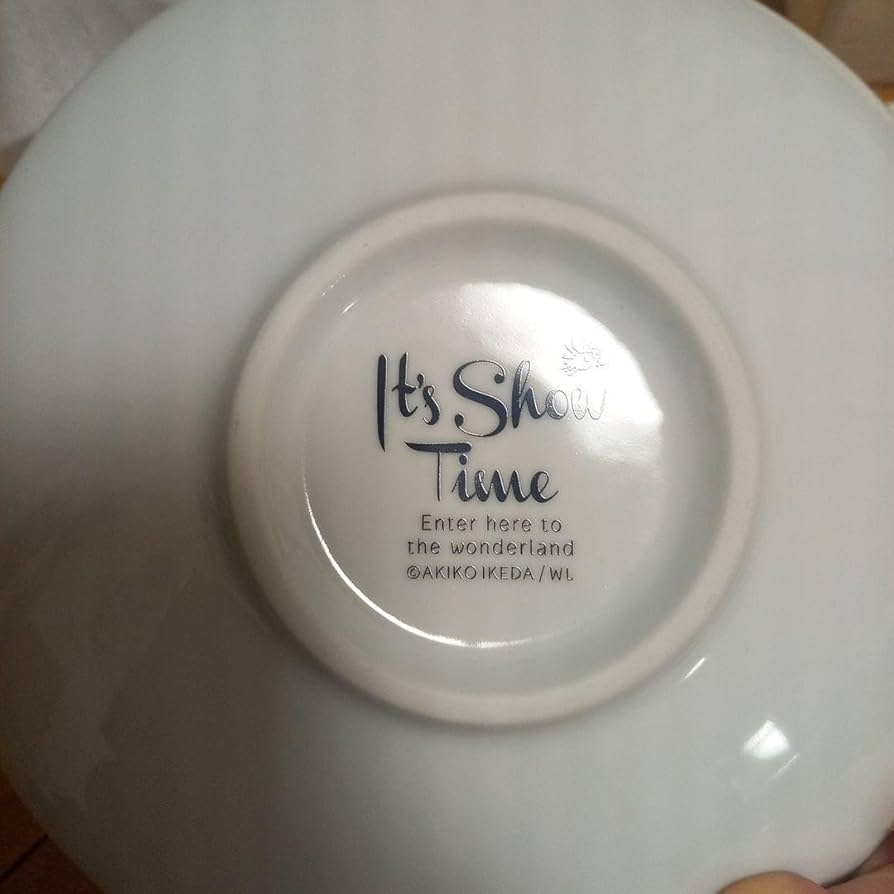 It's Show
Time
Enter here to
the wonderland
©AKIKO IKEDA/WL